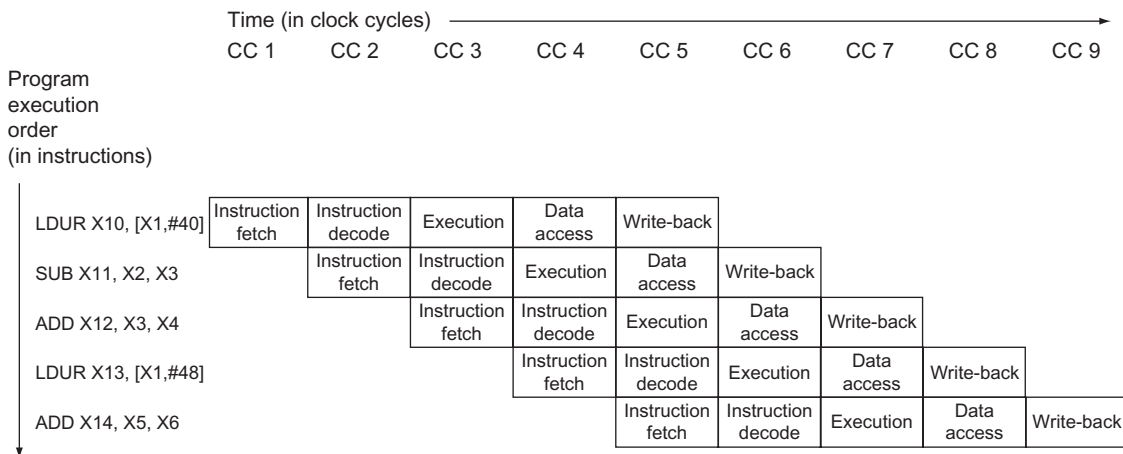 Time (in clock cycles)
CC 1 CC 2 CC 3 CC 4 CC 5 CC 6 CC 7 CC 8 CC 9
Program
execution
order
(in instructions)
LDUR X10, [X1,#40] Instruction fetch Instruction decode Execution Data access Write-back
SUB X11, X2, X3 Instruction fetch Instruction decode Execution Data access Write-back
ADD X12, X3, X4 Instruction fetch Instruction decode Execution Data access Write-back
LDUR X13, [X1,#48] Instruction fetch Instruction decode Execution Data access Write-back
ADD X14, X5, X6 Instruction fetch Instruction decode Execution Data access Write-back